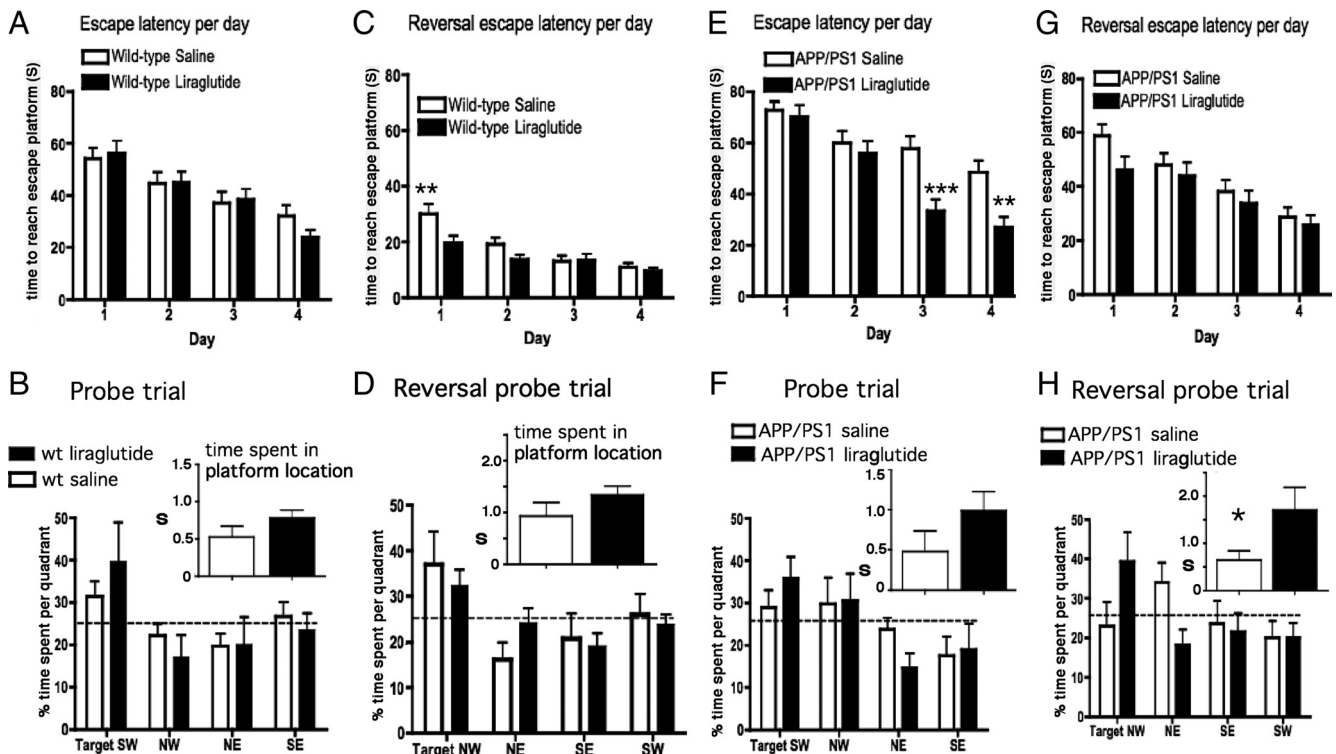 A Escape latency per day
Wild-type Saline
Wild-type Liraglutide
time to reach escape platform (S)
80
60
40
20
0
1 2 3 4
Day
C Reversal escape latency per day
Wild-type Saline
Wild-type Liraglutide
time to reach escape platform (S)
80
60
40
20
0
**
1 2 3 4
Day
E Escape latency per day
APP/PS1 Saline
APP/PS1 Liraglutide
time to reach escape platform (S)
80
60
40
20
0
***
**
1 2 3 4
Day
G Reversal escape latency per day
APP/PS1 Saline
APP/PS1 Liraglutide
time to reach escape platform (S)
80
60
40
20
0
1 2 3 4
Day
B Probe trial
wt liraglutide
wt saline
time spent in
platform location
S
1.5
1.0
0.5
0
% time spent per quadrant
50
40
30
20
10
0
Target SW NW NE SE
D Reversal probe trial
time spent in
platform location
S
2.0
1.0
0
% time spent per quadrant
50
40
30
20
10
0
Target NW NE SE SW
F Probe trial
APP/PS1 saline
APP/PS1 liraglutide
S
1.5
1.0
0.5
0
% time spent per quadrant
50
40
30
20
10
0
Target SW NW NE SE
H Reversal probe trial
APP/PS1 saline
APP/PS1 liraglutide
S
2.0
1.5
1.0
0.5
0
*
% time spent per quadrant
50
40
30
20
10
0
Target NW NE SE SW